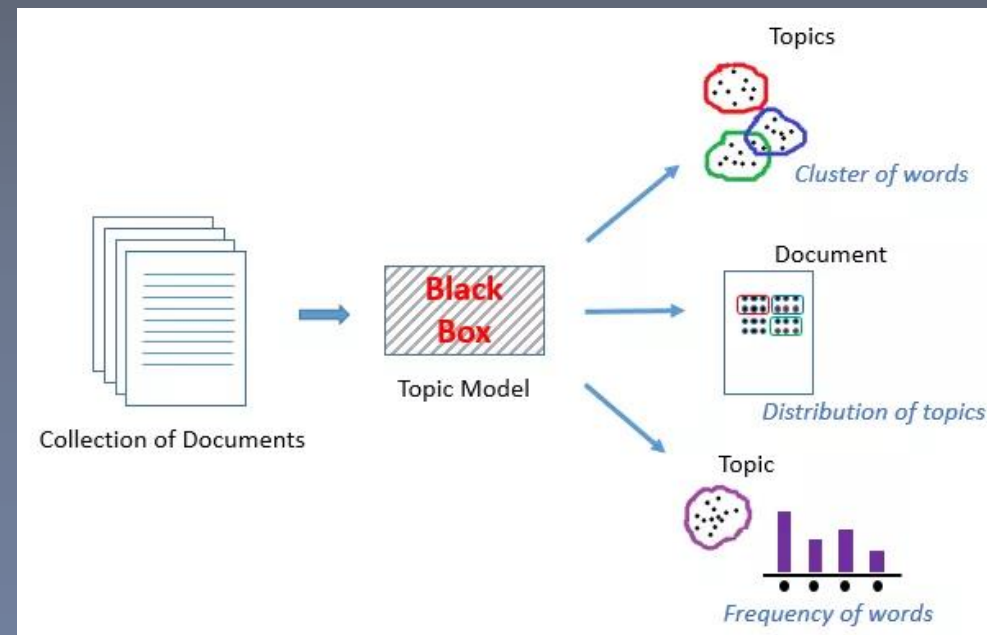 Topics
Cluster of words
Document
Distribution of topics
Black
Box
Topic Model
Collection of Documents
Topic
Frequency of words